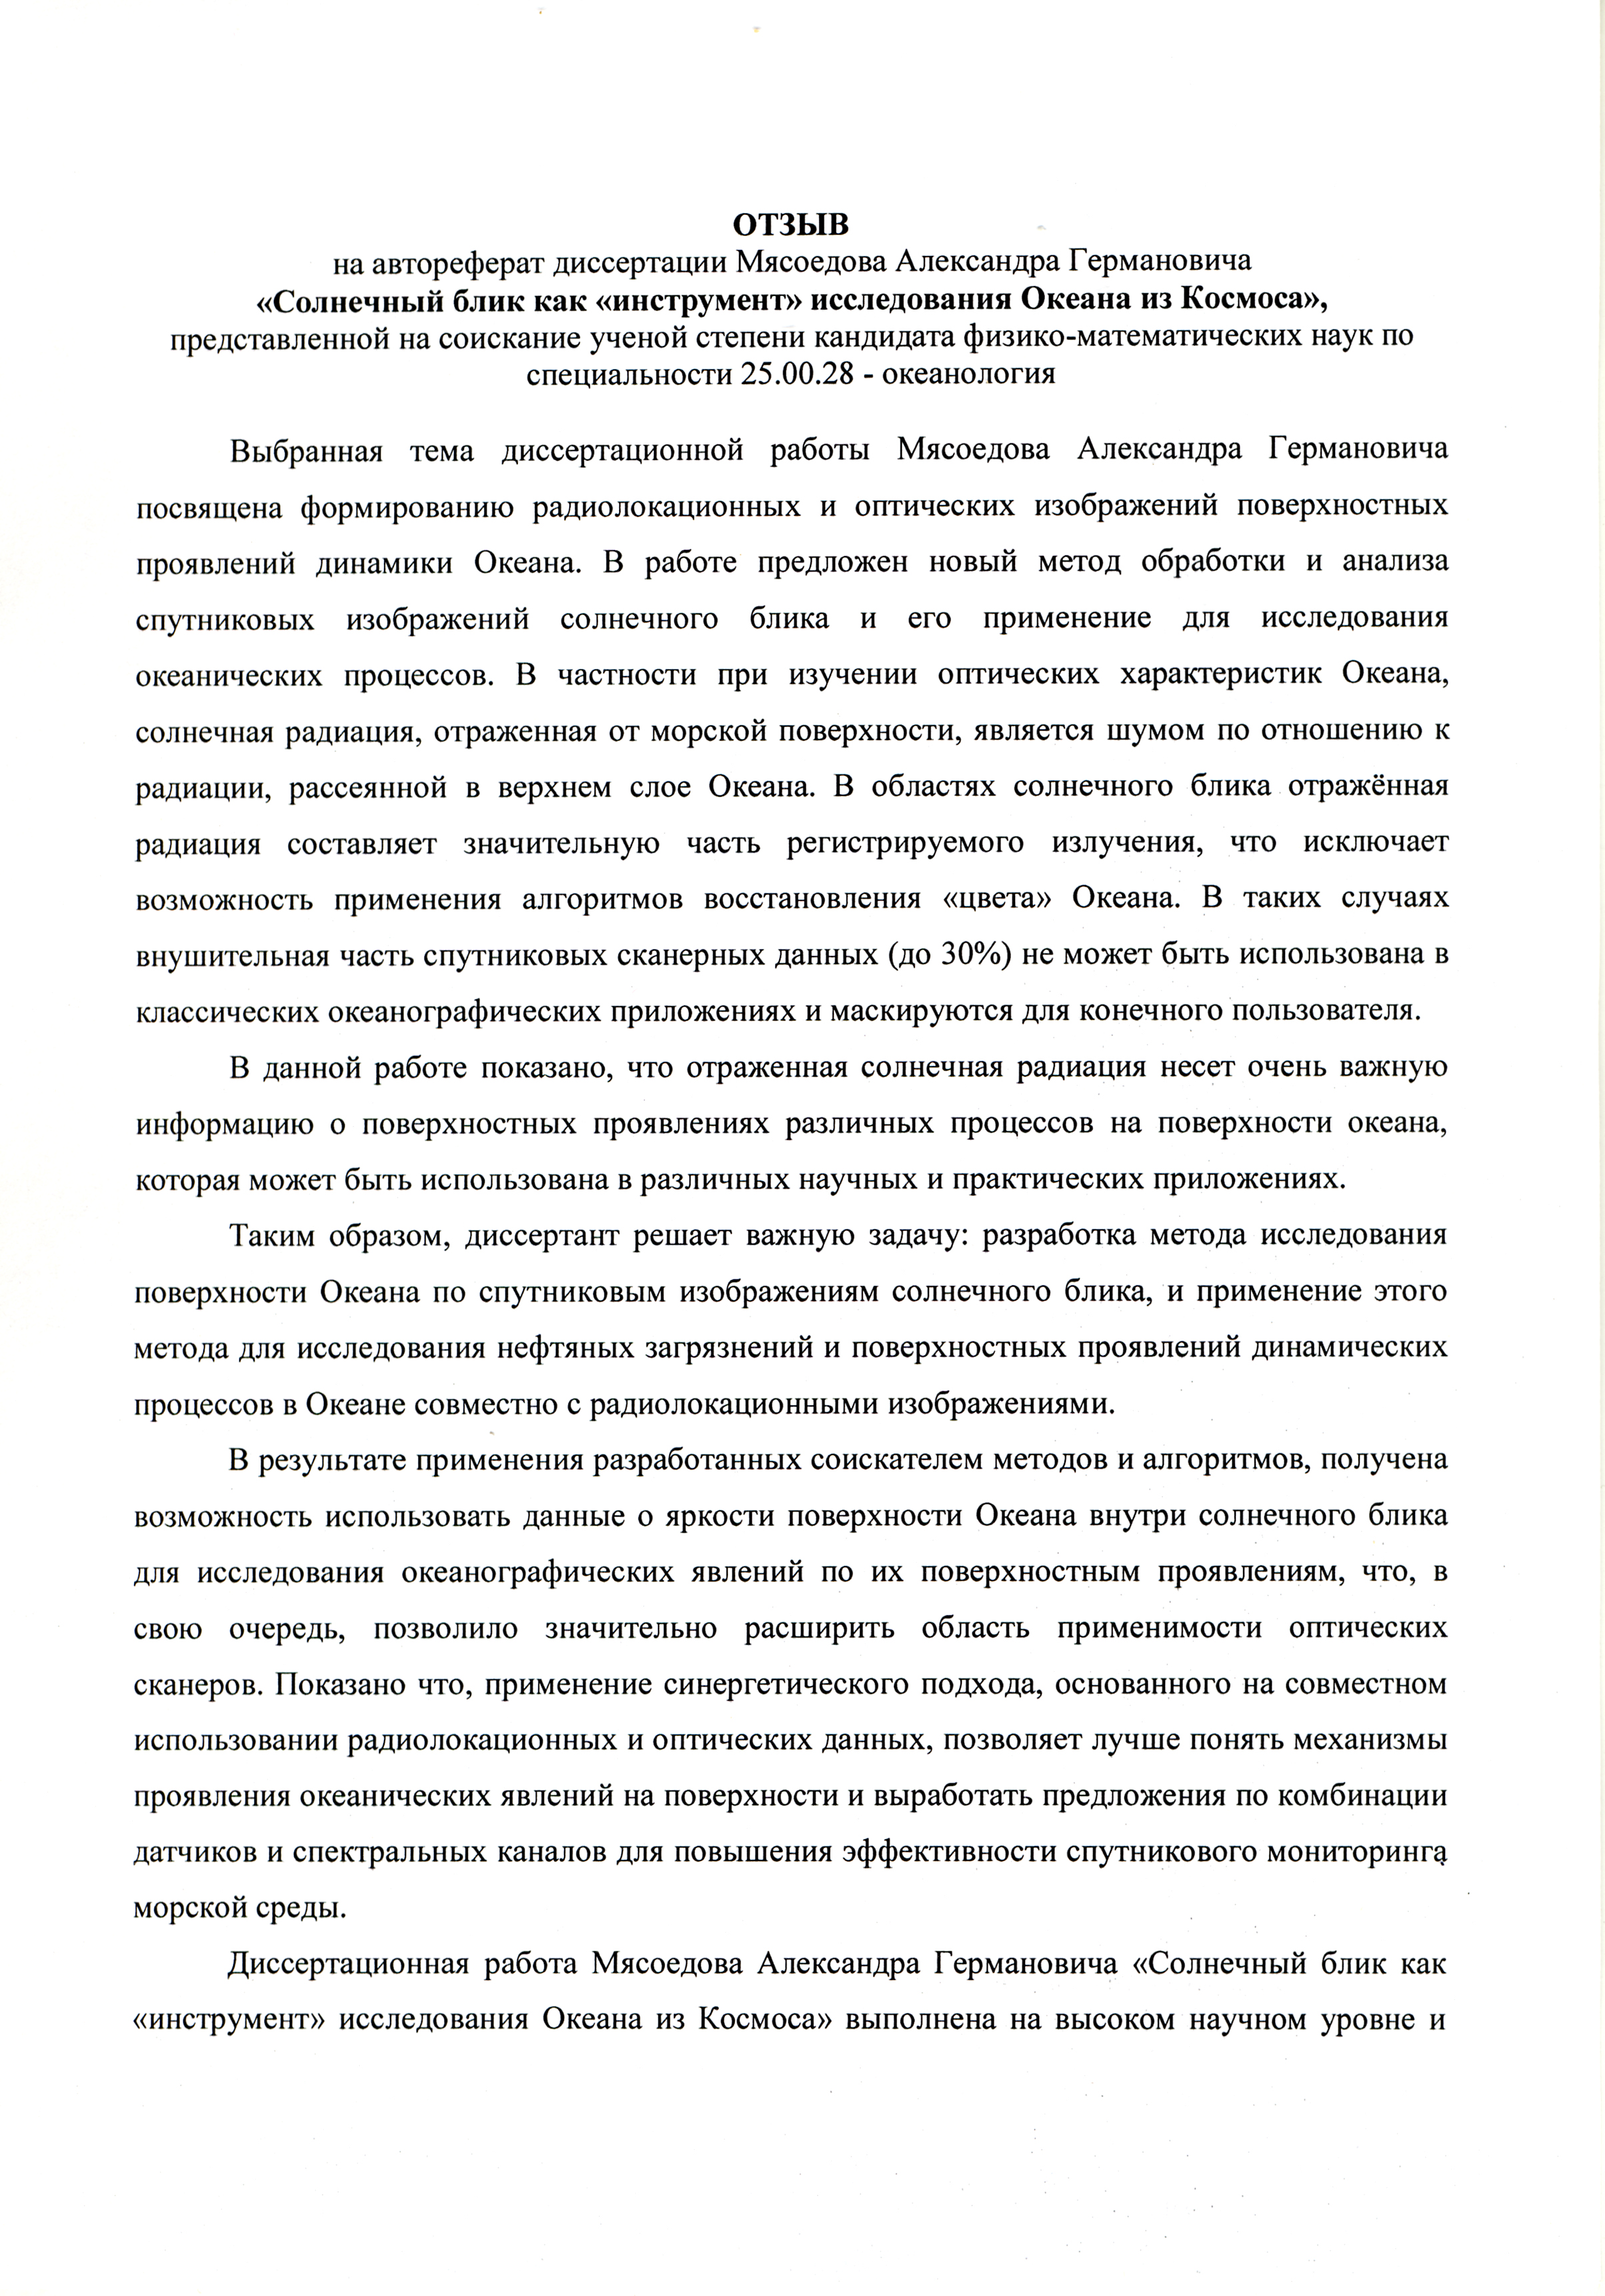 ОТЗЫВ
на автореферат диссертации Мясоедова Александра Германовича
«Солнечный блик как «инструмент» исследования Океана из Космоса»,
представленной на соискание ученой степени кандидата физико-математических наук по
специальности 25.00.28 - океанология
Выбранная тема диссертационной работы Мясоедова Александра Германовича
посвящена формированию радиолокационных и оптических изображений поверхностных
проявлений динамики Океана. В работе предложен новый метод обработки и анализа
спутниковых изображений солнечного блика и его применение для исследования
океанических процессов. В частности при изучении оптических характеристик Океана,
солнечная радиация, отраженная от морской поверхности, является шумом по отношению к
радиации, рассеянной в верхнем слое Океана. В областях солнечного блика отражённая
радиация составляет значительную часть регистрируемого излучения, что исключает
возможность применения алгоритмов восстановления «цвета» Океана. В таких случаях
внушительная часть спутниковых сканерных данных (до 30%) не может быть использована в
классических океанографических приложениях и маскируются для конечного пользователя.
В данной работе показано, что отраженная солнечная радиация несет очень важную
информацию о поверхностных проявлениях различных процессов на поверхности океана,
которая может быть использована в различных научных и практических приложениях.
Таким образом, диссертант решает важную задачу: разработка метода исследования
поверхности Океана по спутниковым изображениям солнечного блика, и применение этого
метода для исследования нефтяных загрязнений и поверхностных проявлений динамических
процессов в Океане совместно с радиолокационными изображениями.
В результате применения разработанных соискателем методов и алгоритмов, получена
возможность использовать данные о яркости поверхности Океана внутри солнечного блика
для исследования океанографических явлений по их поверхностным проявлениям, что, в
свою очередь, позволило значительно расширить область применимости оптических
сканеров. Показано что, применение синергетического подхода, основанного на совместном
использовании радиолокационных и оптических данных, позволяет лучше понять механизмы
проявления океанических явлений на поверхности и выработать предложения по комбинации
датчиков и спектральных каналов для повышения эффективности спутникового мониторинга
морской среды.
Диссертационная работа Мясоедова Александра Германовича «Солнечный блик как
«инструмент» исследования Океана из Космоса» выполнена на высоком научном уровне и